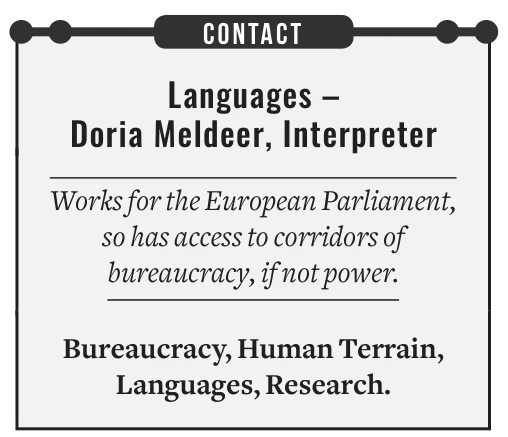 CONTACT
Languages –
Doria Meldeer, Interpreter
Works for the European Parliament,
so has access to corridors of
bureaucracy, if not power.
Bureaucracy, Human Terrain,
Languages, Research.